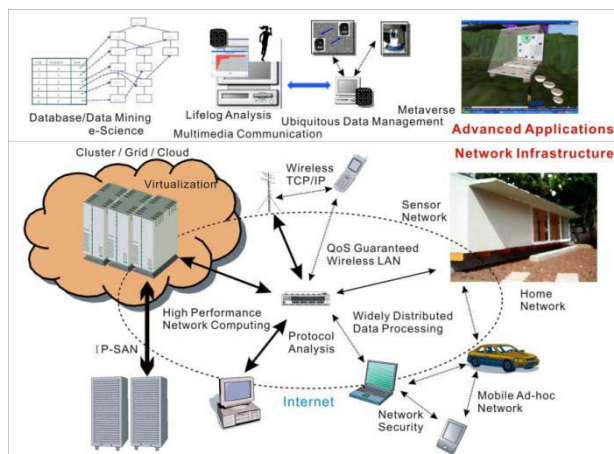 Database/Data Mining
e-Science
Lifelog Analysis
Multimedia Communication
Ubiquitous Data Management
Metaverse
Advanced Applications
Network Infrastructure
Cluster / Grid / Cloud
Virtualization
Wireless
TCP/IP
Sensor
Network
QoS Guaranteed
Wireless LAN
Home
Network
High Performance
Network Computing
Widely Distributed
Data Processing
Protocol
Analysis
IP-SAN
Internet
Network
Security
Mobile Ad-hoc
Network